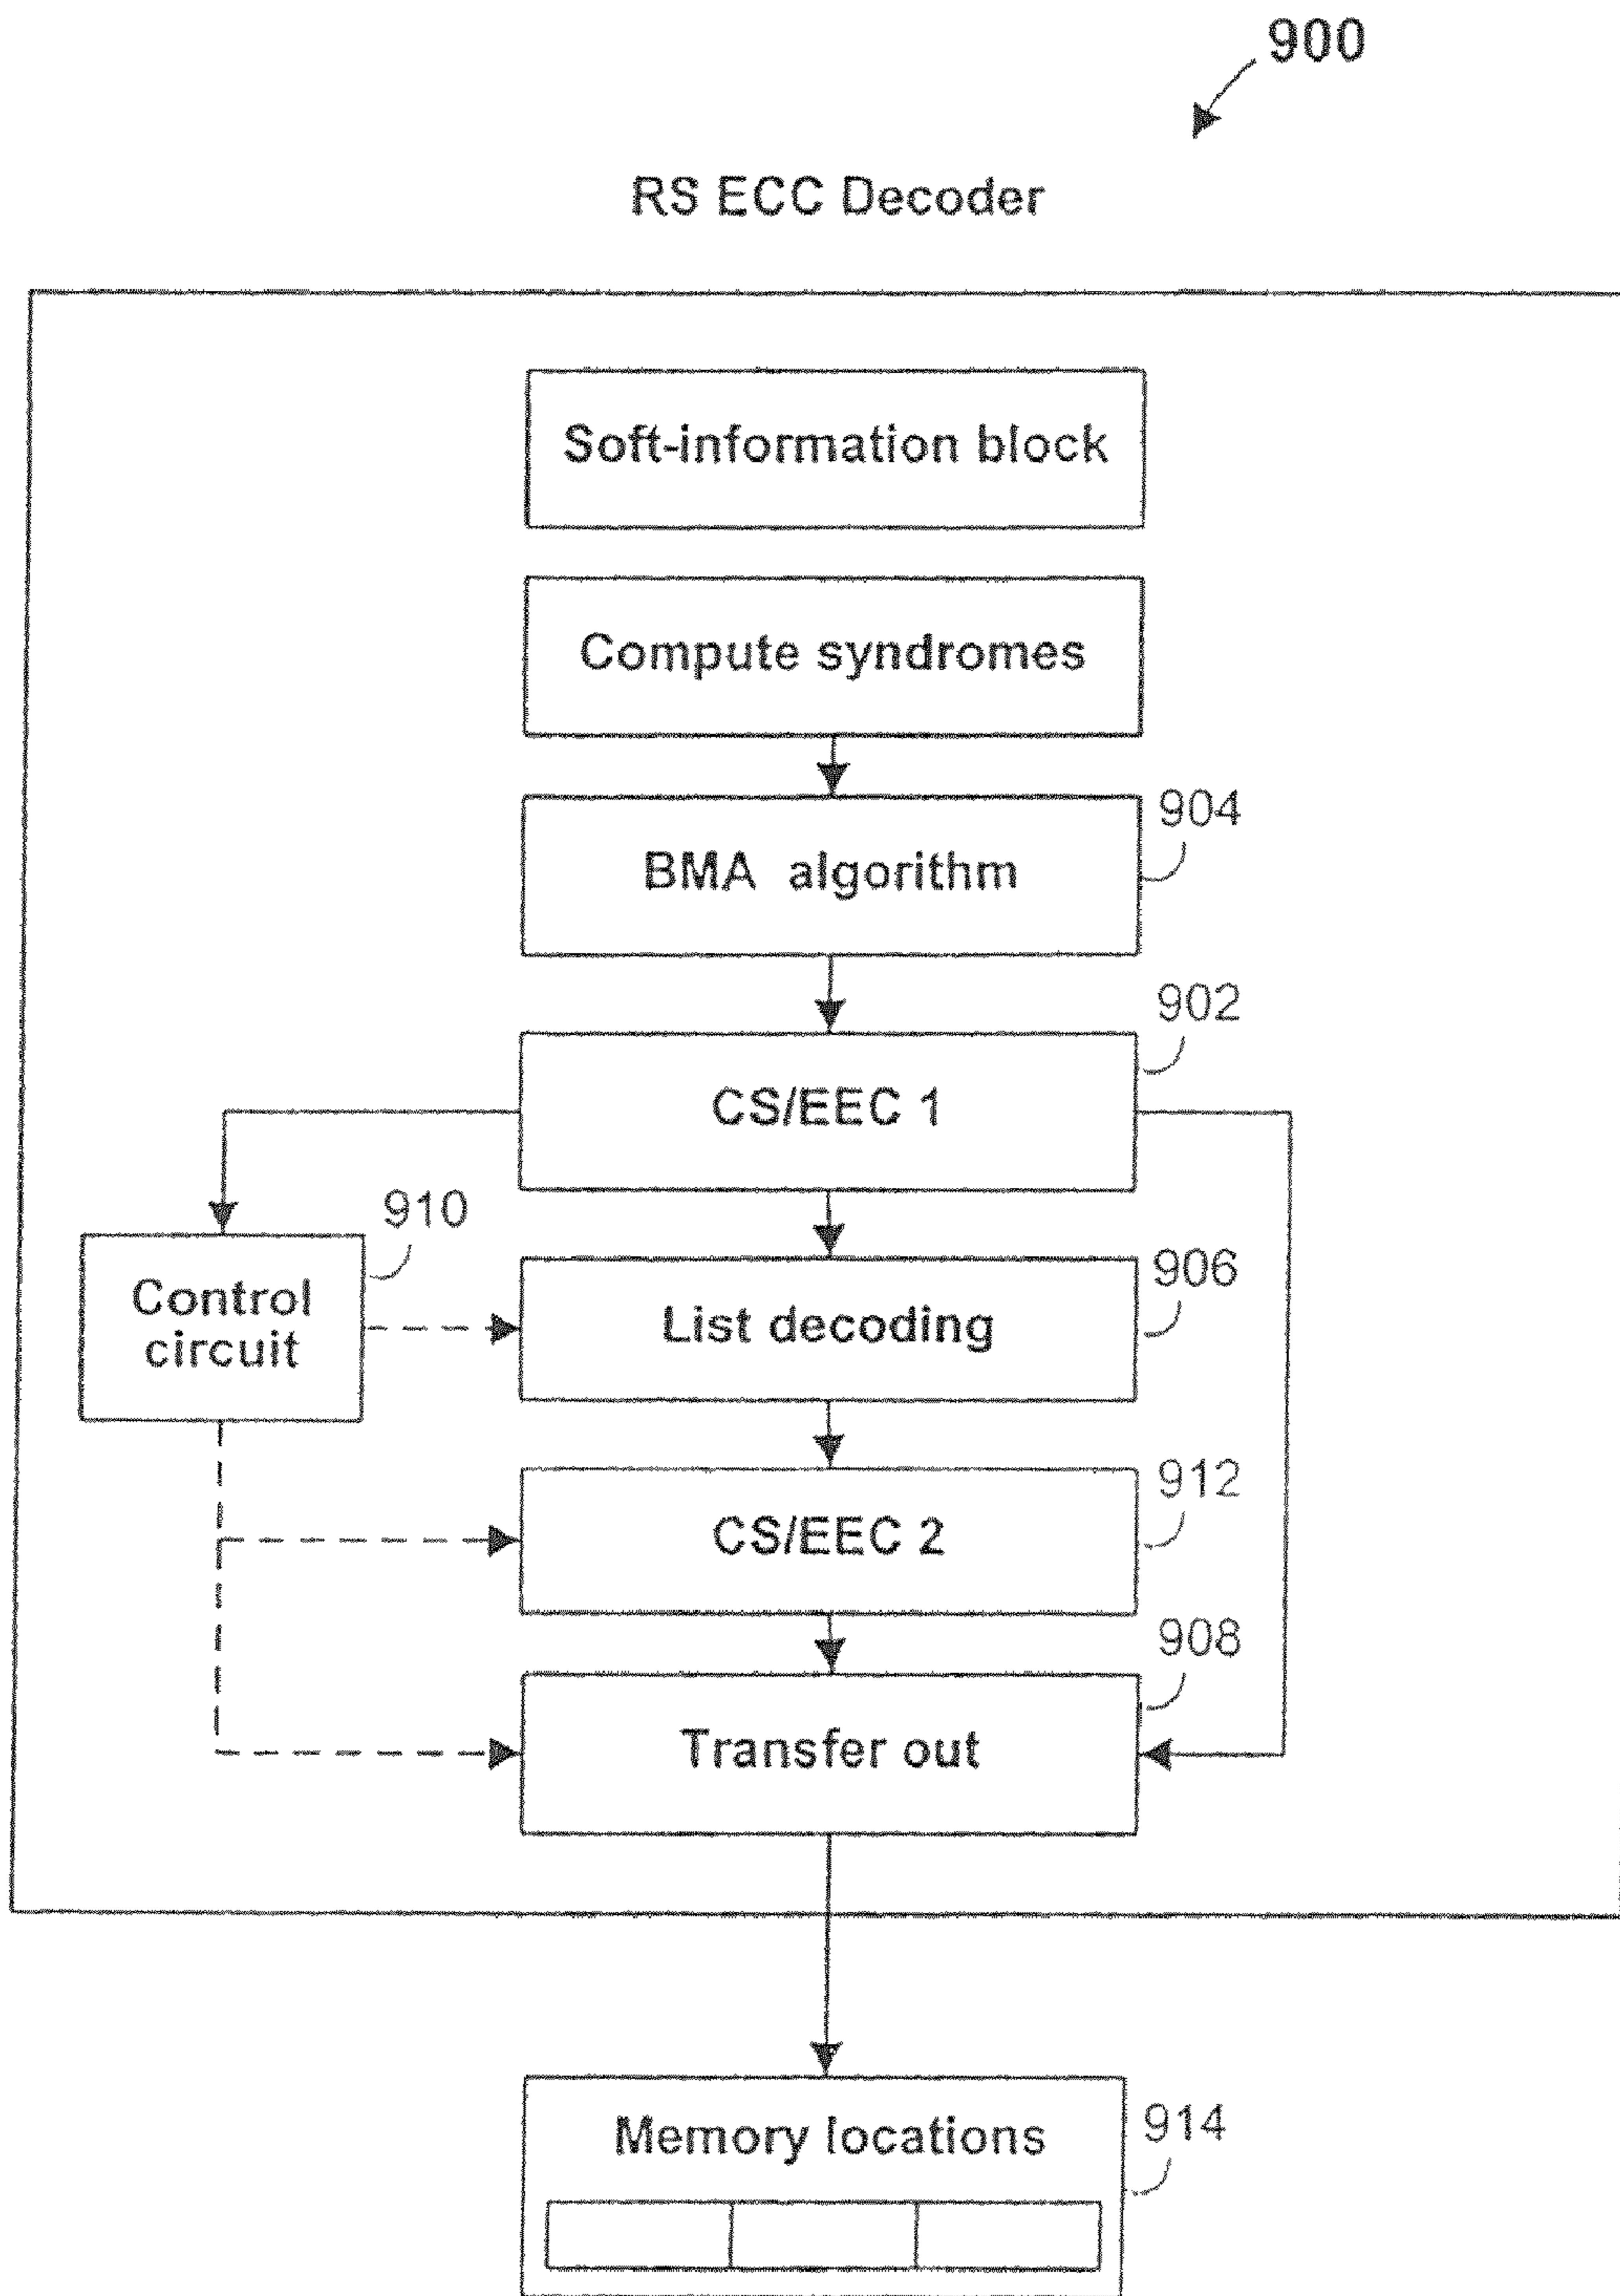 900
RS ECC Decoder
Soft-information block
Compute syndromes
904
BMA algorithm
902
CS/EEC 1
910
Control
circuit
906
List decoding
912
CS/EEC 2
908
Transfer out
Memory locations
914